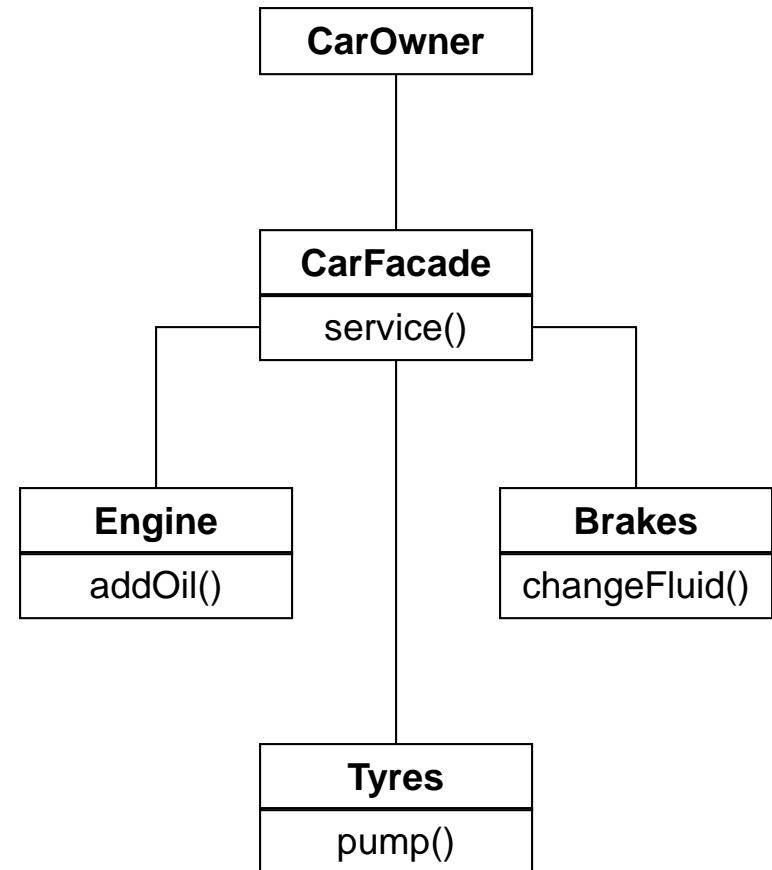 CarOwner
CarFacade
service()
Engine
addOil()
Brakes
changeFluid()
Tyres
pump()